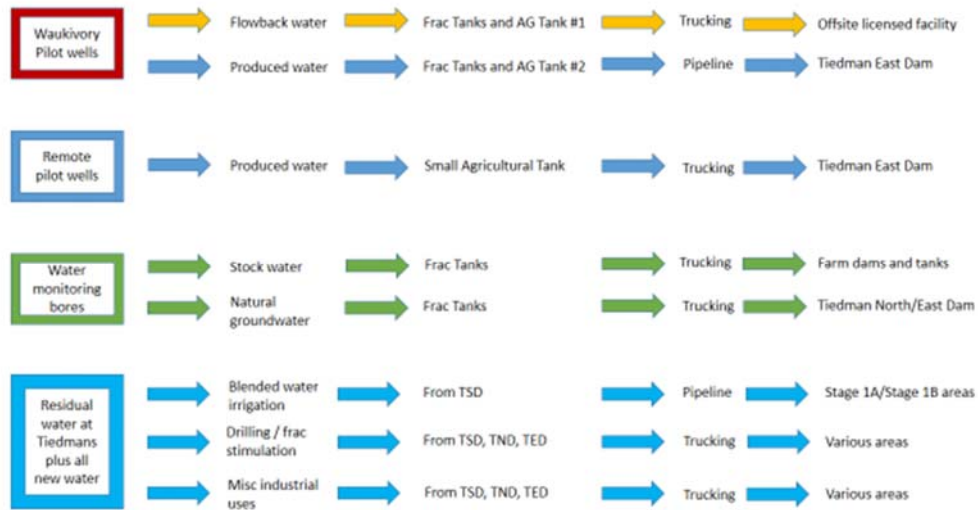 Waukivory
Pilot wells
Flowback water
Frac Tanks and AG Tank #1
Trucking
Offsite licensed facility
Produced water
Frac Tanks and AG Tank #2
Pipeline
Tiedman East Dam
Remote
pilot wells
Produced water
Small Agricultural Tank
Trucking
Tiedman East Dam
Water
monitoring
bores
Stock water
Frac Tanks
Trucking
Farm dams and tanks
Natural
groundwater
Frac Tanks
Trucking
Tiedman North/East Dam
Residual
water at
Tiedmans
plus all
new water
Blended water
irrigation
From TSD
Pipeline
Stage 1A/Stage 1B areas
Drilling / frac
stimulation
From TSD, TND, TED
Trucking
Various areas
Misc industrial
uses
From TSD, TND, TED
Trucking
Various areas